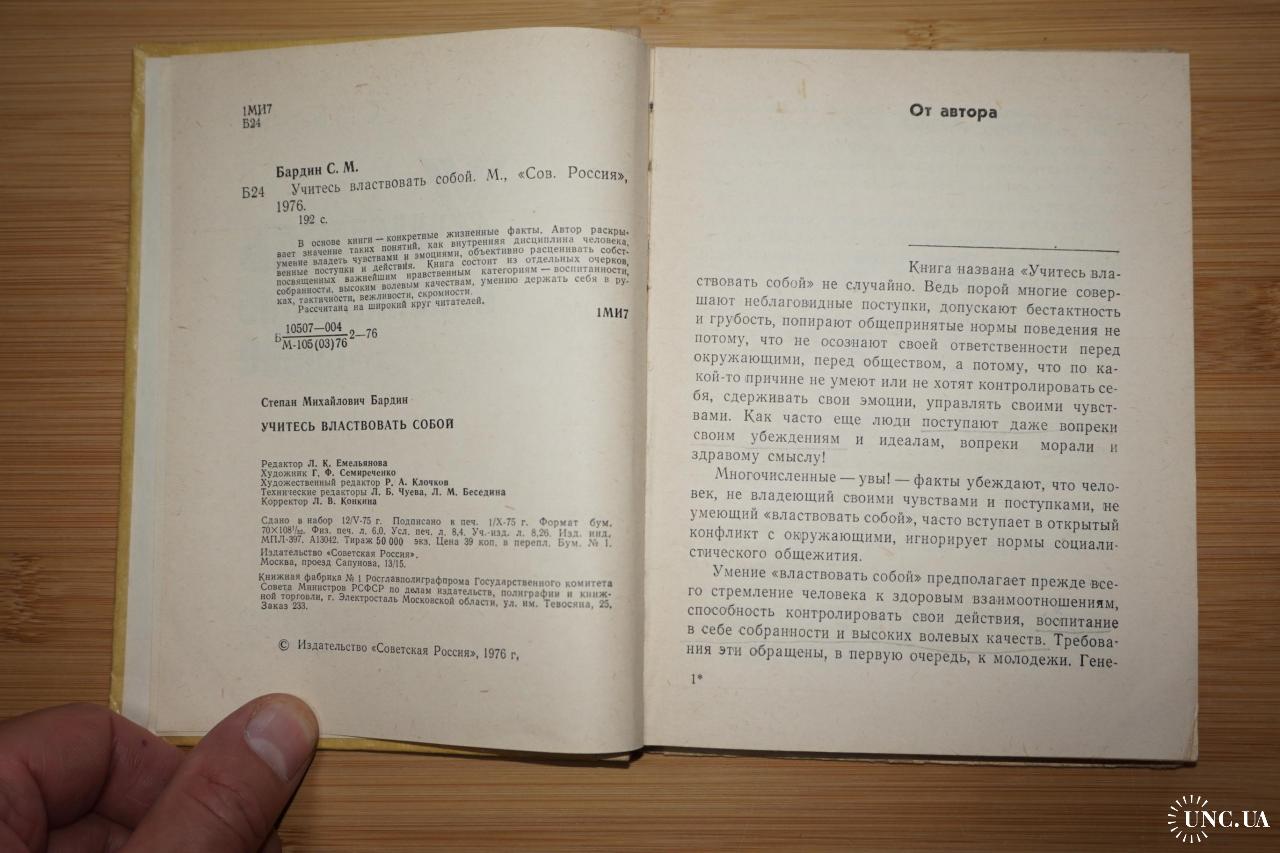 1МИ7
Б24
Бардин С. М.
Б24 Учитесь властвовать собой. М., «Сов. Россия»,
1976.
192 с.
В основе книги — конкретные жизненные факты. Автор раскры-
вает значение таких понятий, как внутренняя дисциплина человека,
умение владеть чувствами и эмоциями, объективно расценивать собст-
венные поступки и действия. Книга состоит из отдельных очерков,
посвященных важнейшим нравственным категориям — воспитанности,
собранности, высоким волевым качествам, умению держать себя в ру-
ках, тактичности, вежливости, скромности.
Рассчитана на широкий круг читателей.
1МИ7
Б 10507—004
М-105(03)76 2—76
Степан Михайлович Бардин
УЧИТЕСЬ ВЛАСТВОВАТЬ СОБОЙ
Редактор Л. К. Емельянова
Художник Г. Ф. Семиреченко
Художественный редактор Р. А. Клочков
Технические редакторы Л. Б. Чуева, Л. М. Беседина
Корректор Л. В. Конкина
Сдано в набор 12/V-75 г. Подписано к печ. 1/X-75 г. Формат бум.
70×108¹/₃₂. Физ. печ. л. 6,0. Усл. печ. л. 8,4. Уч.-изд. л. 8,26. Изд. инд.
МПЛ-397. А13042. Тираж 50 000 экз. Цена 39 коп. в перепл. Бум. № 1.
Издательство «Советская Россия».
Москва, проезд Сапунова, 13/15.
Книжная фабрика № 1 Росглавполиграфпрома Государственного комитета
Совета Министров РСФСР по делам издательств, полиграфии и книж-
ной торговли, г. Электросталь Московской области, ул. им. Тевосяна, 25.
Заказ 233.
© Издательство «Советская Россия», 1976 г,
От автора
Книга названа «Учитесь вла-
ствовать собой» не случайно. Ведь порой многие совер-
шают неблаговидные поступки, допускают бестактность
и грубость, попирают общепринятые нормы поведения не
потому, что не осознают своей ответственности перед
окружающими, перед обществом, а потому, что по ка-
кой-то причине не умеют или не хотят контролировать се-
бя, сдерживать свои эмоции, управлять своими чувст-
вами. Как часто еще люди поступают даже вопреки
своим убеждениям и идеалам, вопреки морали и
здравому смыслу!
Многочисленные — увы! — факты убеждают, что чело-
век, не владеющий своими чувствами и поступками, не
умеющий «властвовать собой», часто вступает в открытый
конфликт с окружающими, игнорирует нормы социали-
стического общежития.
Умение «властвовать собой» предполагает прежде все-
го стремление человека к здоровым взаимоотношениям,
способность контролировать свои действия, воспитание
в себе собранности и высоких волевых качеств. Требова-
ния эти обращены, в первую очередь, к молодежи. Гене-
1*
UNC.UA